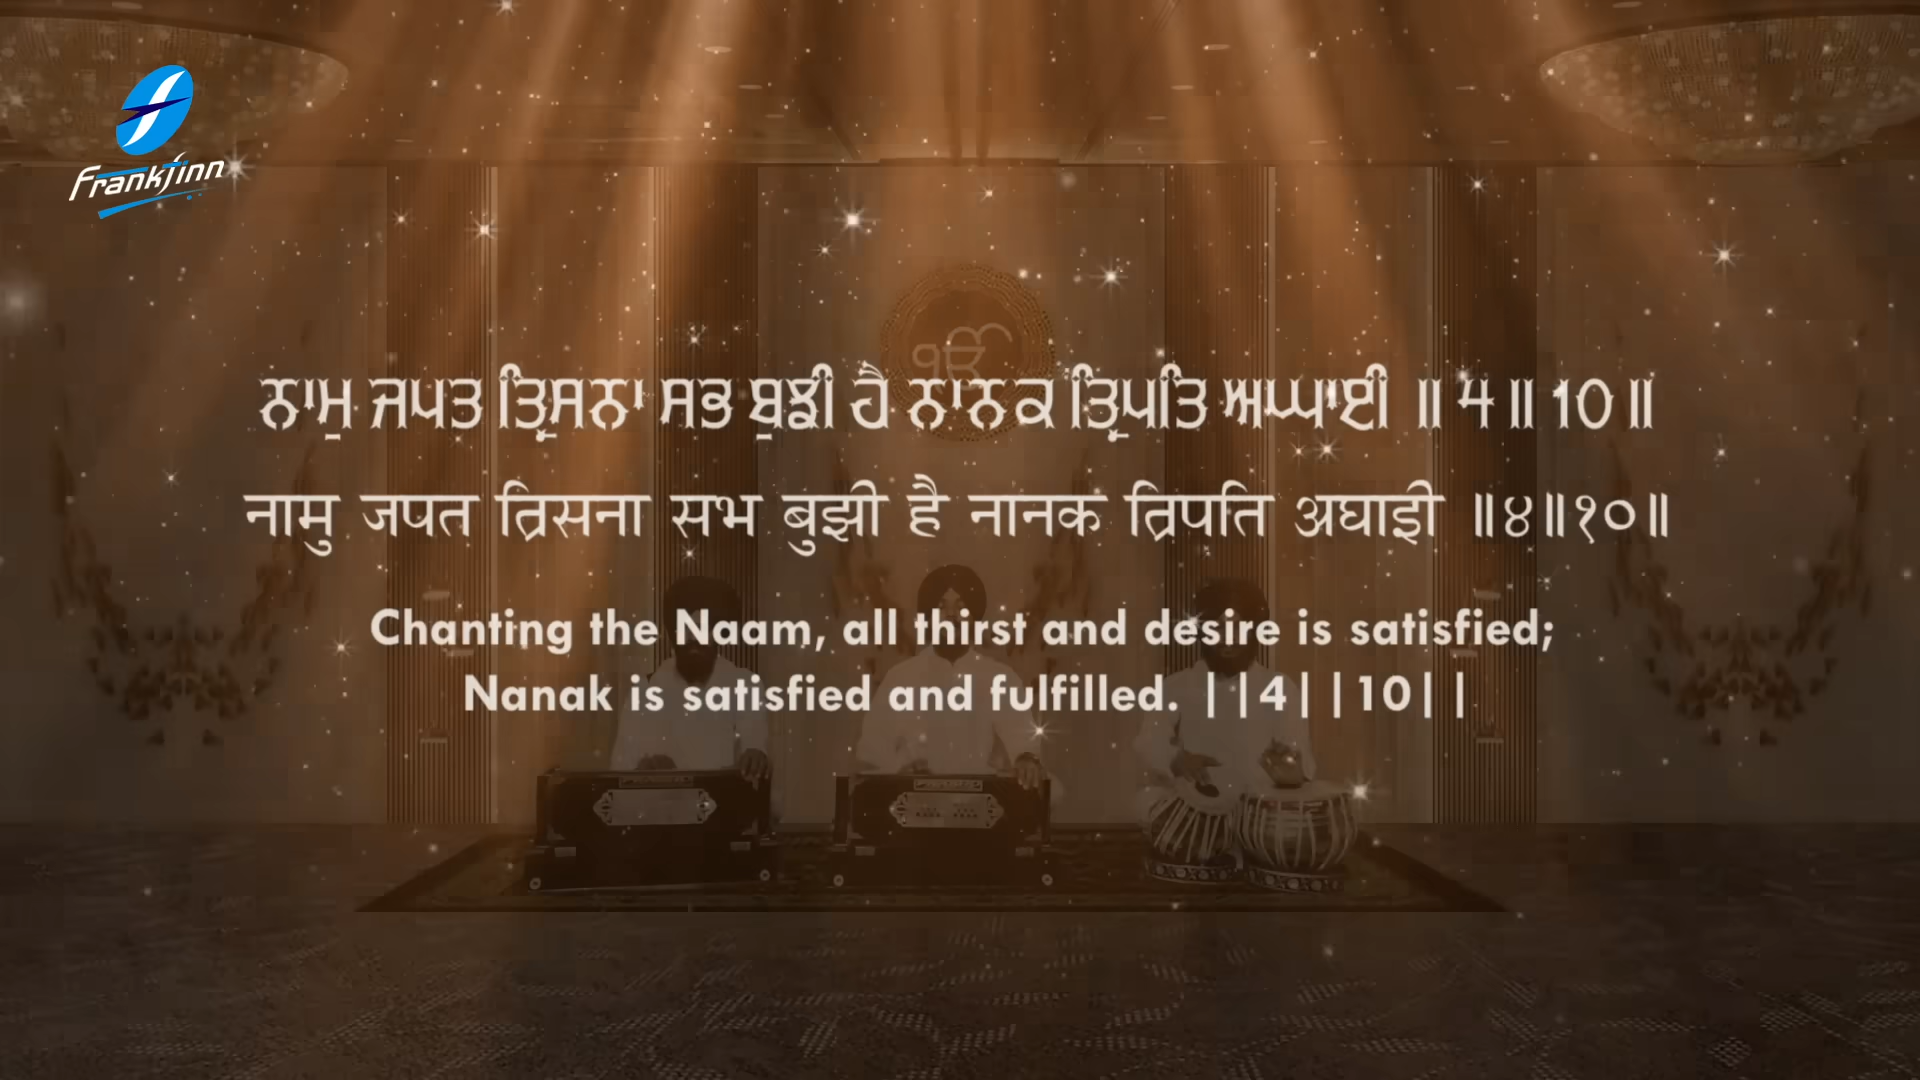 Frankfinn
ੴ
ਨਾਮੁ ਜਪਤ ਤ੍ਰਿਸਨਾ ਸਭ ਬੁਝੀ ਹੈ ਨਾਨਕ ਤ੍ਰਿਪਤਿ ਅਘਾਈ ॥ 4 ॥ 10 ॥
नामु जपत त्रिसना सभ बुझी है नानक त्रिपति अघाई ॥४॥१०॥
Chanting the Naam, all thirst and desire is satisfied;
Nanak is satisfied and fulfilled. ||4||10||